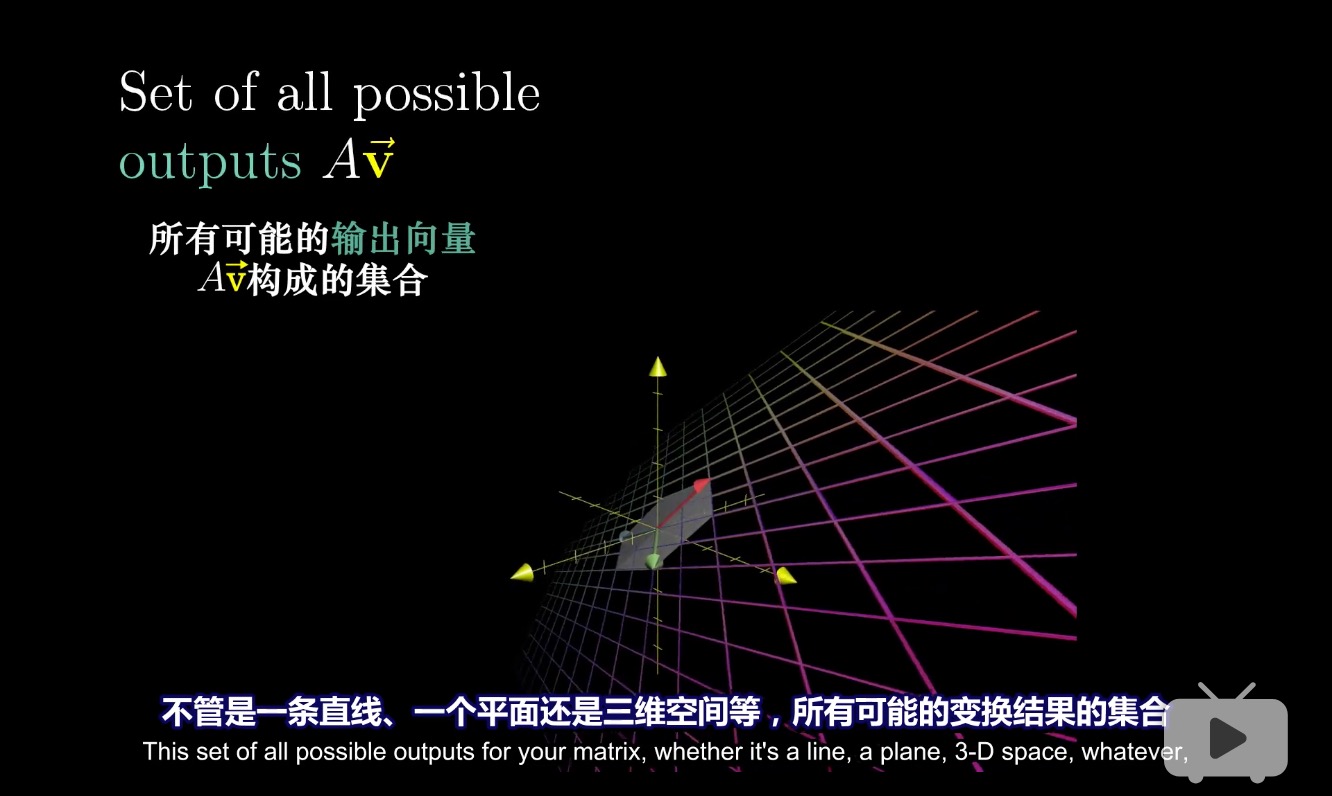 Set of all possible
outputs Av⃗
所有可能的输出向量
Av⃗构成的集合
不管是一条直线、一个平面还是三维空间等，所有可能的变换结果的集合
This set of all possible outputs for your matrix, whether it's a line, a plane, 3-D space, whatever,